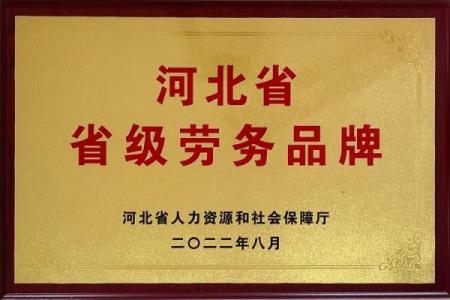 河北省
省级劳务品牌
河北省人力资源和社会保障厅
二〇二二年八月